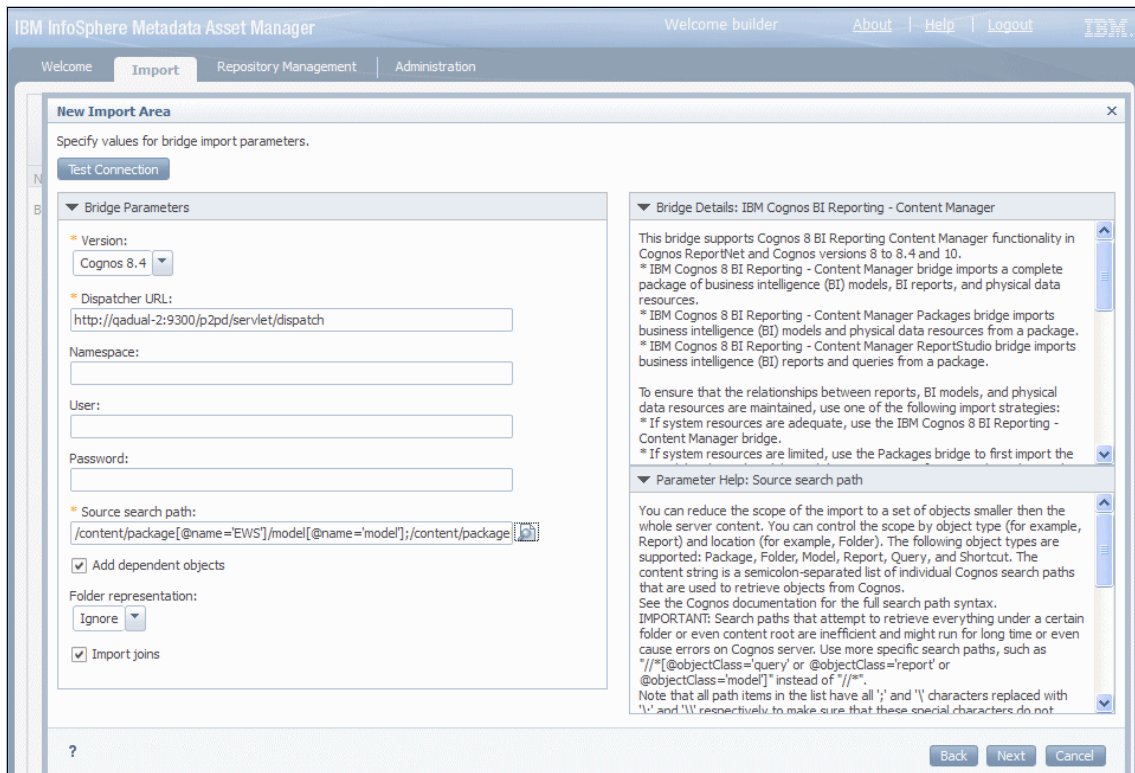 IBM InfoSphere Metadata Asset Manager
Welcome builder
About | Help | Logout
IBM.
Welcome
Import
Repository Management
Administration
New Import Area
Specify values for bridge import parameters.
Test Connection
N
B
Bridge Parameters
* Version:
Cognos 8.4
* Dispatcher URL:
http://qadual-2:9300/p2pd/servlet/dispatch
Namespace:
User:
Password:
* Source search path:
/content/package[@name='EWS']/model[@name='model'];/content/package
Add dependent objects
Folder representation:
Ignore
Import joins
Bridge Details: IBM Cognos BI Reporting - Content Manager
This bridge supports Cognos 8 BI Reporting Content Manager functionality in
Cognos ReportNet and Cognos versions 8 to 8.4 and 10.
* IBM Cognos 8 BI Reporting - Content Manager bridge imports a complete
package of business intelligence (BI) models, BI reports, and physical data
resources.
* IBM Cognos 8 BI Reporting - Content Manager Packages bridge imports
business intelligence (BI) models and physical data resources from a package.
* IBM Cognos 8 BI Reporting - Content Manager ReportStudio bridge imports
business intelligence (BI) reports and queries from a package.
To ensure that the relationships between reports, BI models, and physical
data resources are maintained, use one of the following import strategies:
* If system resources are adequate, use the IBM Cognos 8 BI Reporting -
Content Manager bridge.
* If system resources are limited, use the Packages bridge to first import the
Parameter Help: Source search path
You can reduce the scope of the import to a set of objects smaller then the
whole server content. You can control the scope by object type (for example,
Report) and location (for example, Folder). The following object types are
supported: Package, Folder, Model, Report, Query, and Shortcut. The
content string is a semicolon-separated list of individual Cognos search paths
that are used to retrieve objects from Cognos.
See the Cognos documentation for the full search path syntax.
IMPORTANT: Search paths that attempt to retrieve everything under a certain
folder or even content root are inefficient and might run for long time or even
cause errors on Cognos server. Use more specific search paths, such as
"//*[@objectClass='query' or @objectClass='report' or
@objectClass='model']" instead of "//*".
Note that all path items in the list have all ';' and '\' characters replaced with
'\;' and '\\' respectively to make sure that these special characters do not
?
Back
Next
Cancel